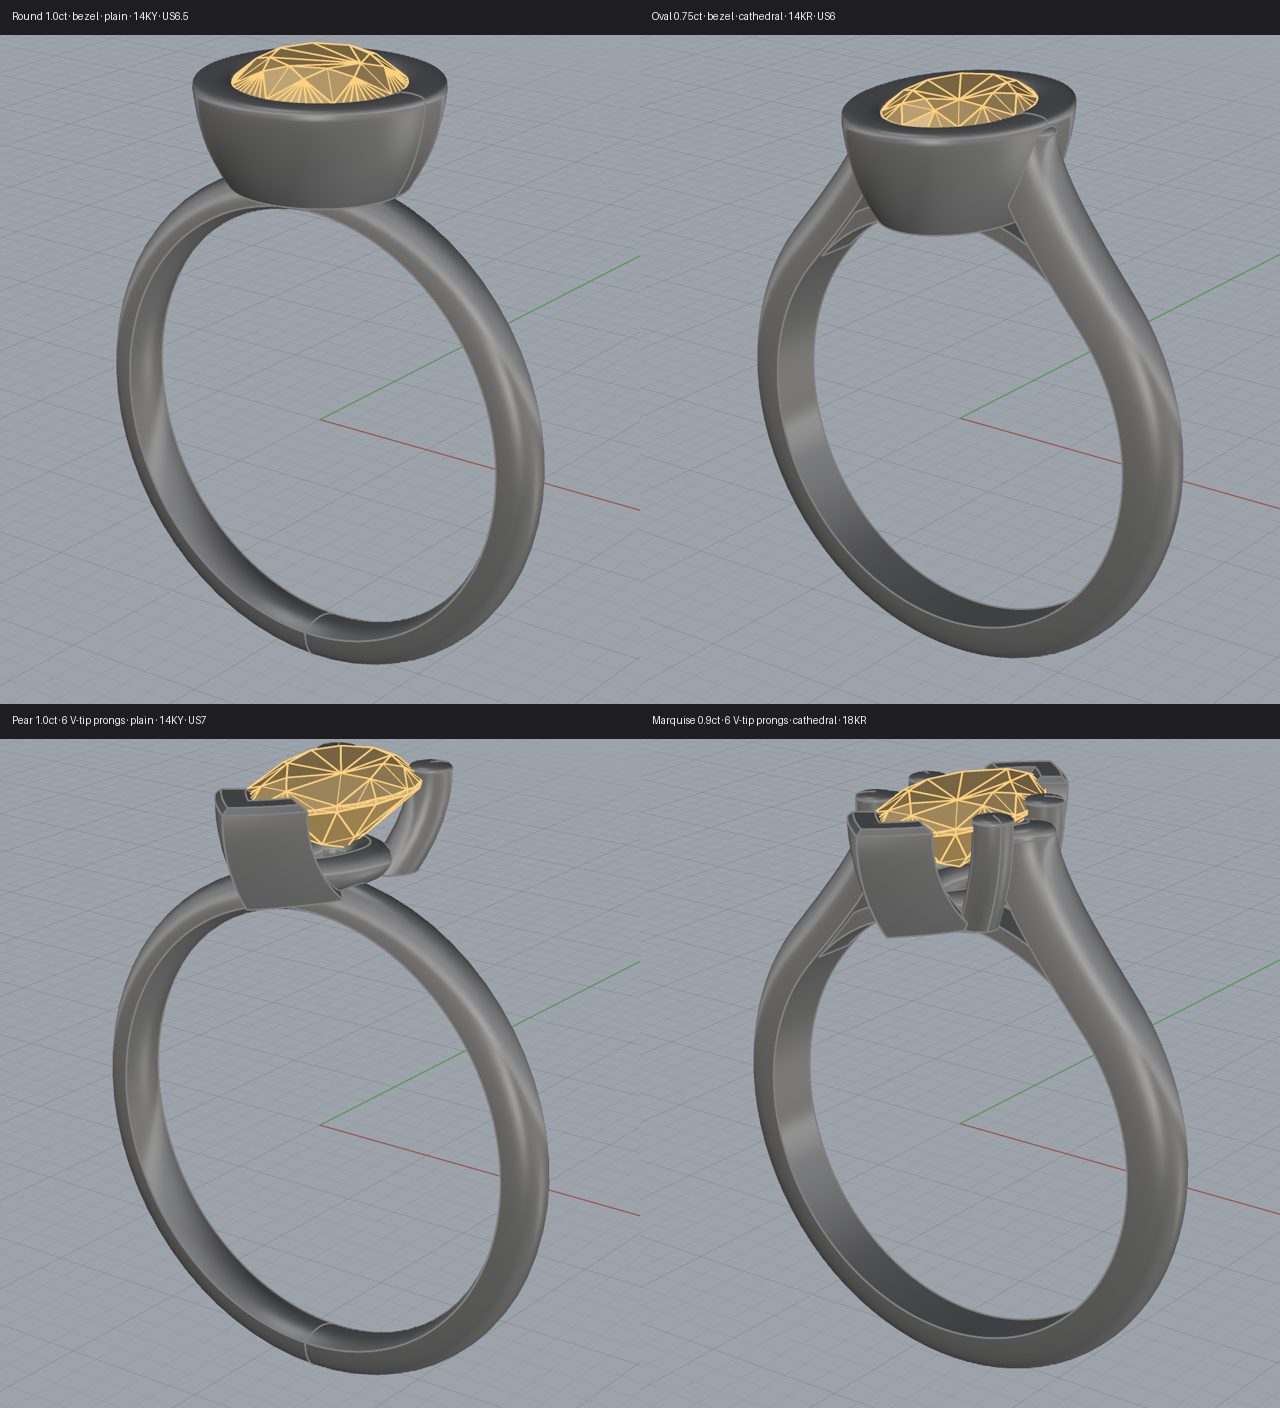 Round 1.0ct · bezel · plain · 14KY · US6.5
Oval 0.75ct · bezel · cathedral · 14KR · US6
Pear 1.0ct · 6 V-tip prongs · plain · 14KY · US7
Marquise 0.9ct · 6 V-tip prongs · cathedral · 18KR